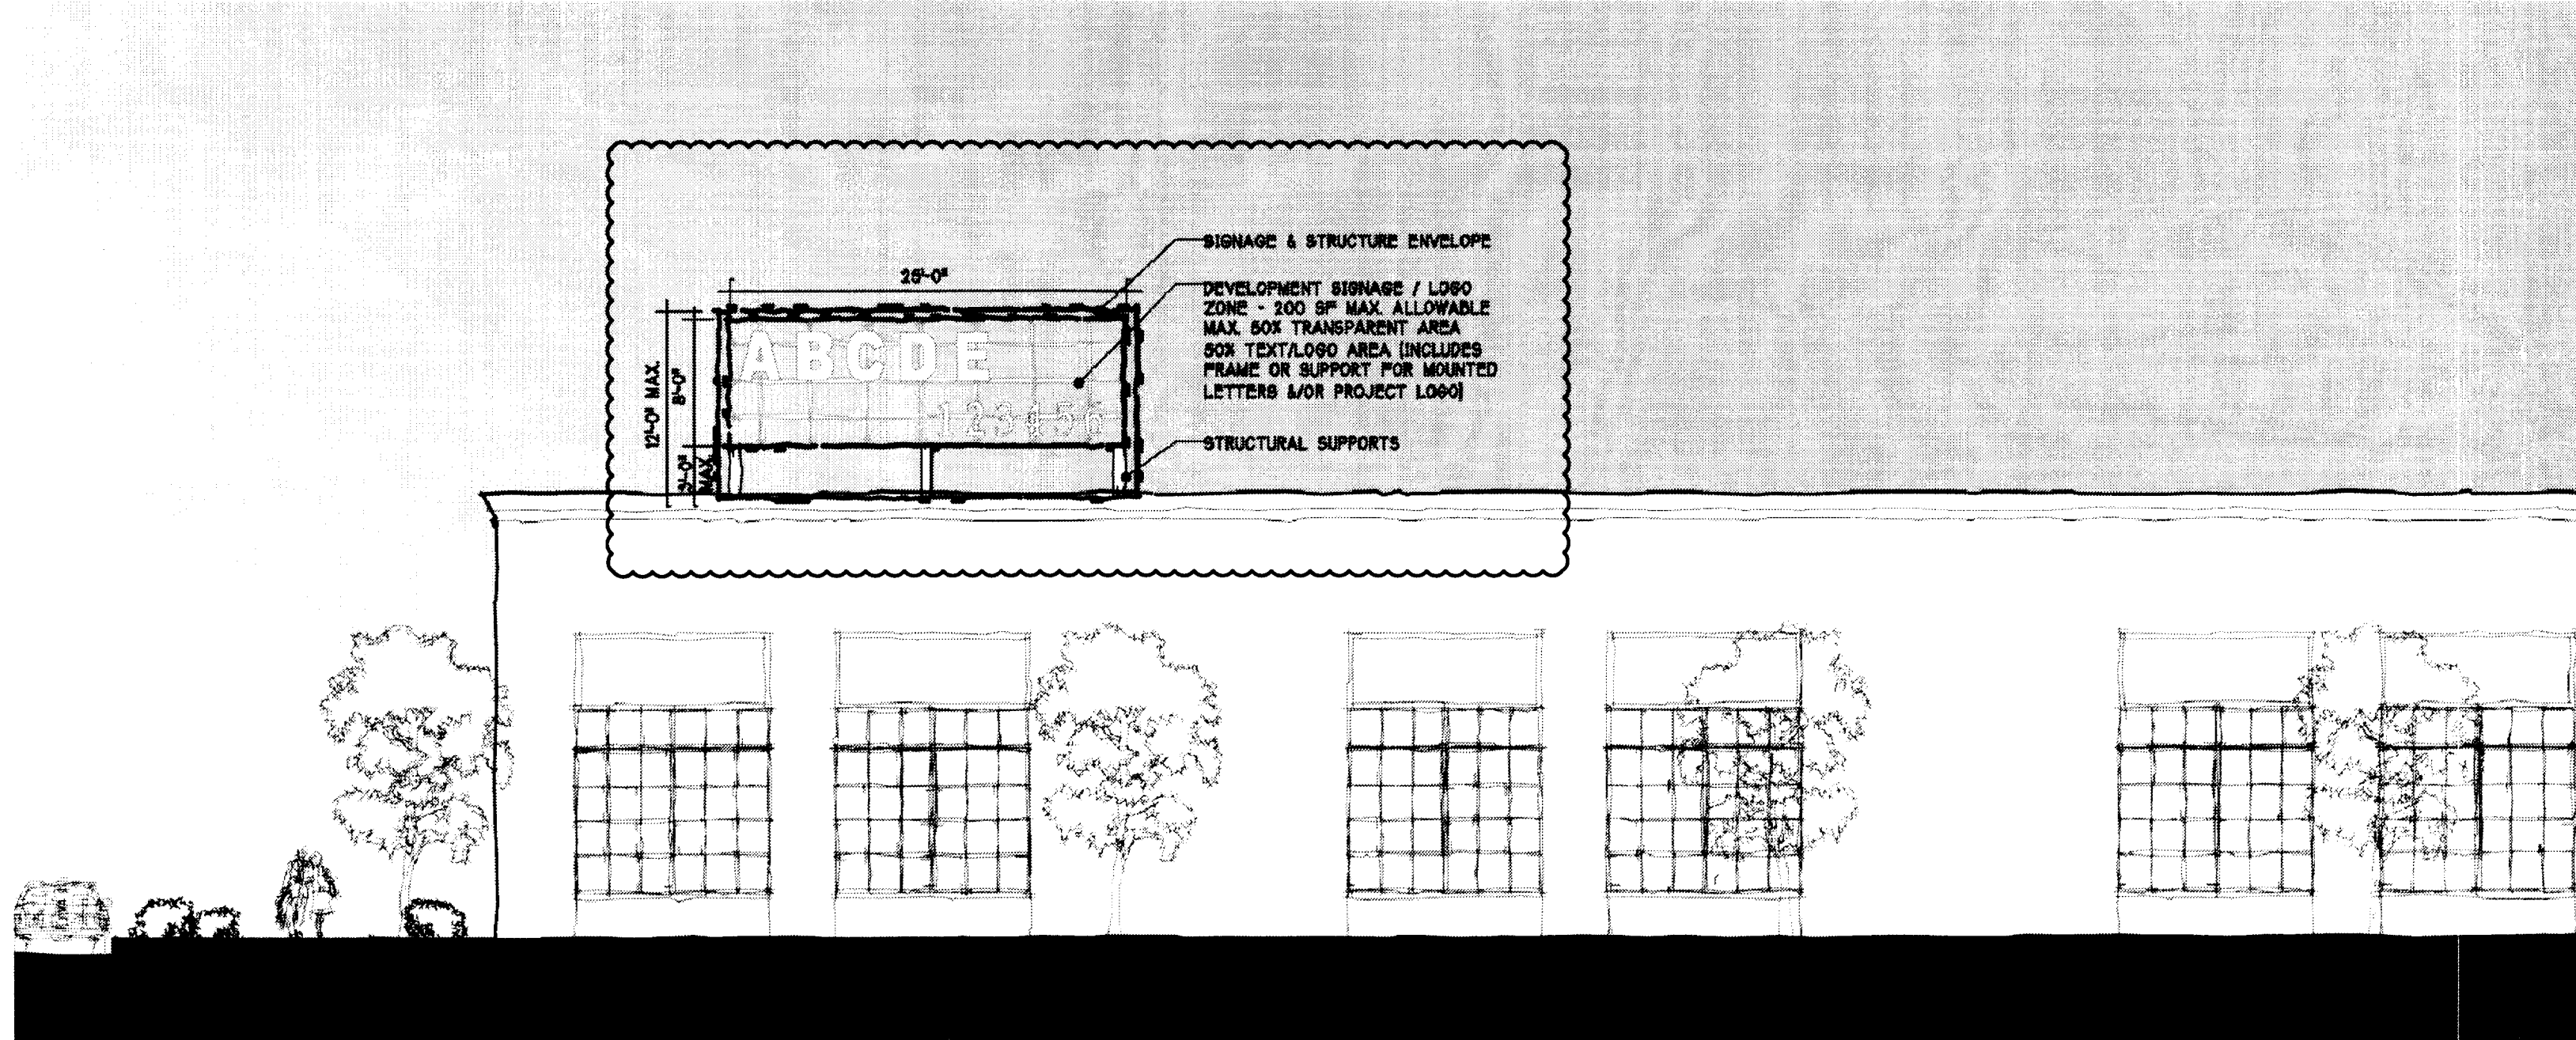 SIGNAGE & STRUCTURE ENVELOPE
25'-0"
DEVELOPMENT SIGNAGE / LOGO
ZONE - 200 SF MAX. ALLOWABLE
MAX. 50% TRANSPARENT AREA
50% TEXT/LOGO AREA (INCLUDES
FRAME OR SUPPORT FOR MOUNTED
LETTERS &/OR PROJECT LOGO)
ABCDE
12'-0" MAX.
8'-0"
123456
STRUCTURAL SUPPORTS
3'-0"
MAX.